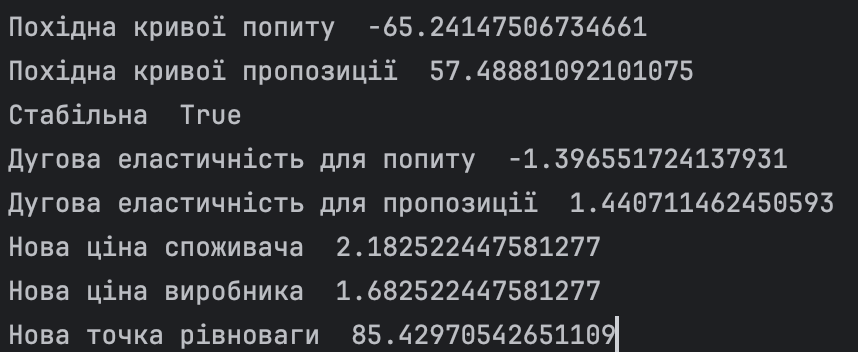 Похідна кривої попиту  -65.24147506734661
Похідна кривої пропозиції  57.48881092101075
Стабільна  True
Дугова еластичність для попиту  -1.396551724137931
Дугова еластичність для пропозиції  1.440711462450593
Нова ціна споживача  2.182522447581277
Нова ціна виробника  1.682522447581277
Нова точка рівноваги  85.42970542651109